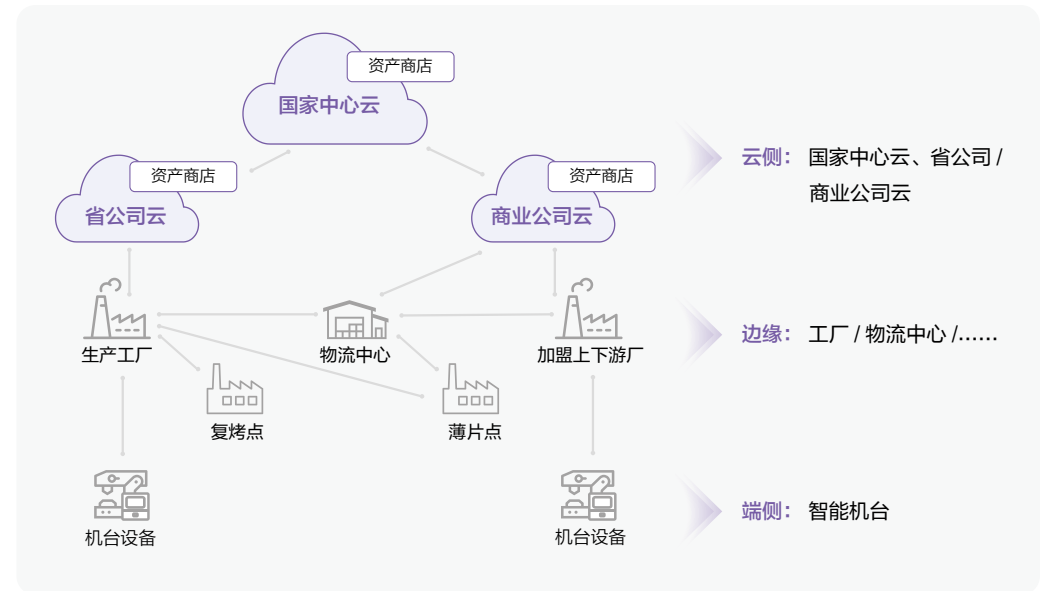 资产商店
国家中心云
资产商店
省公司云
资产商店
商业公司云
云侧： 国家中心云、省公司 /
商业公司云
生产工厂
物流中心
加盟上下游厂
边缘： 工厂 / 物流中心 /……
复烤点
薄片点
机台设备
机台设备
端侧： 智能机台